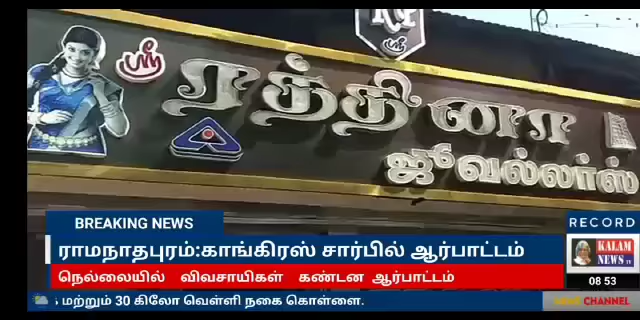 ஸ்ரீ
ஸ்ரீ
ரத்தினா
ஜுவல்லர்ஸ்
BREAKING NEWS
RECORD
ராமநாதபுரம்:காங்கிரஸ் சார்பில் ஆர்பாட்டம்
KALAM
NEWS TV
நெல்லையில் விவசாயிகள் கண்டன ஆர்பாட்டம்
08 53
மற்றும் 30 கிலோ வெள்ளி நகை கொள்ளை.
CHANNEL